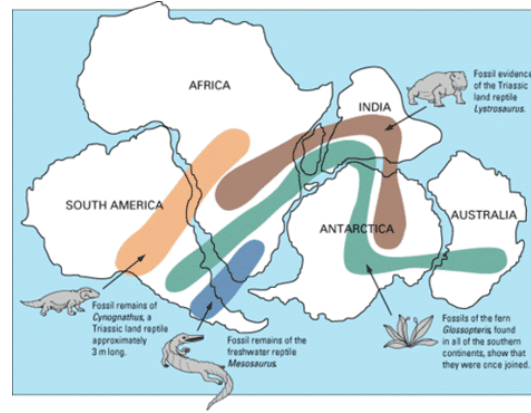 AFRICA
INDIA
SOUTH AMERICA
ANTARCTICA
AUSTRALIA
Fossil evidence
of the Triassic
land reptile
Lystrosaurus.
Fossil remains of
Cynognathus, a
Triassic land reptile
approximately
3 m long.
Fossil remains of the
freshwater reptile
Mesosaurus.
Fossils of the fern
Glossopteris, found
in all of the southern
continents, show that
they were once joined.